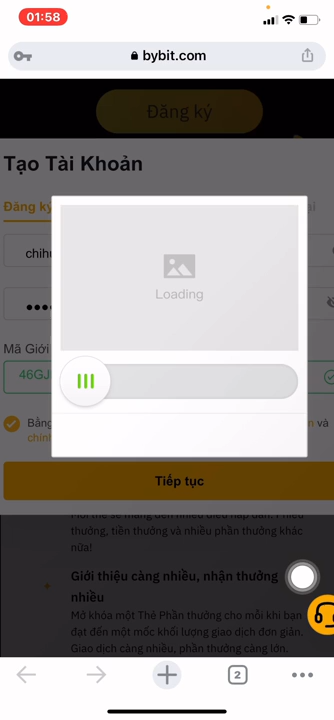 01:58
bybit.com
Đăng ký
Tạo Tài Khoản
Đăng ký
chihu
Loading
Mã Giới
46GJ
Bằng và
chính
Tiếp tục
thưởng, tiền thưởng và nhiều phần thưởng khác
nữa!
Giới thiệu càng nhiều, nhận thưởng
nhiều
Mở khóa một Thẻ Phần thưởng cho mỗi khi bạn
đạt đến một mốc khối lượng giao dịch đơn giản.
Giao dịch càng nhiều, phần thưởng càng lớn.
2